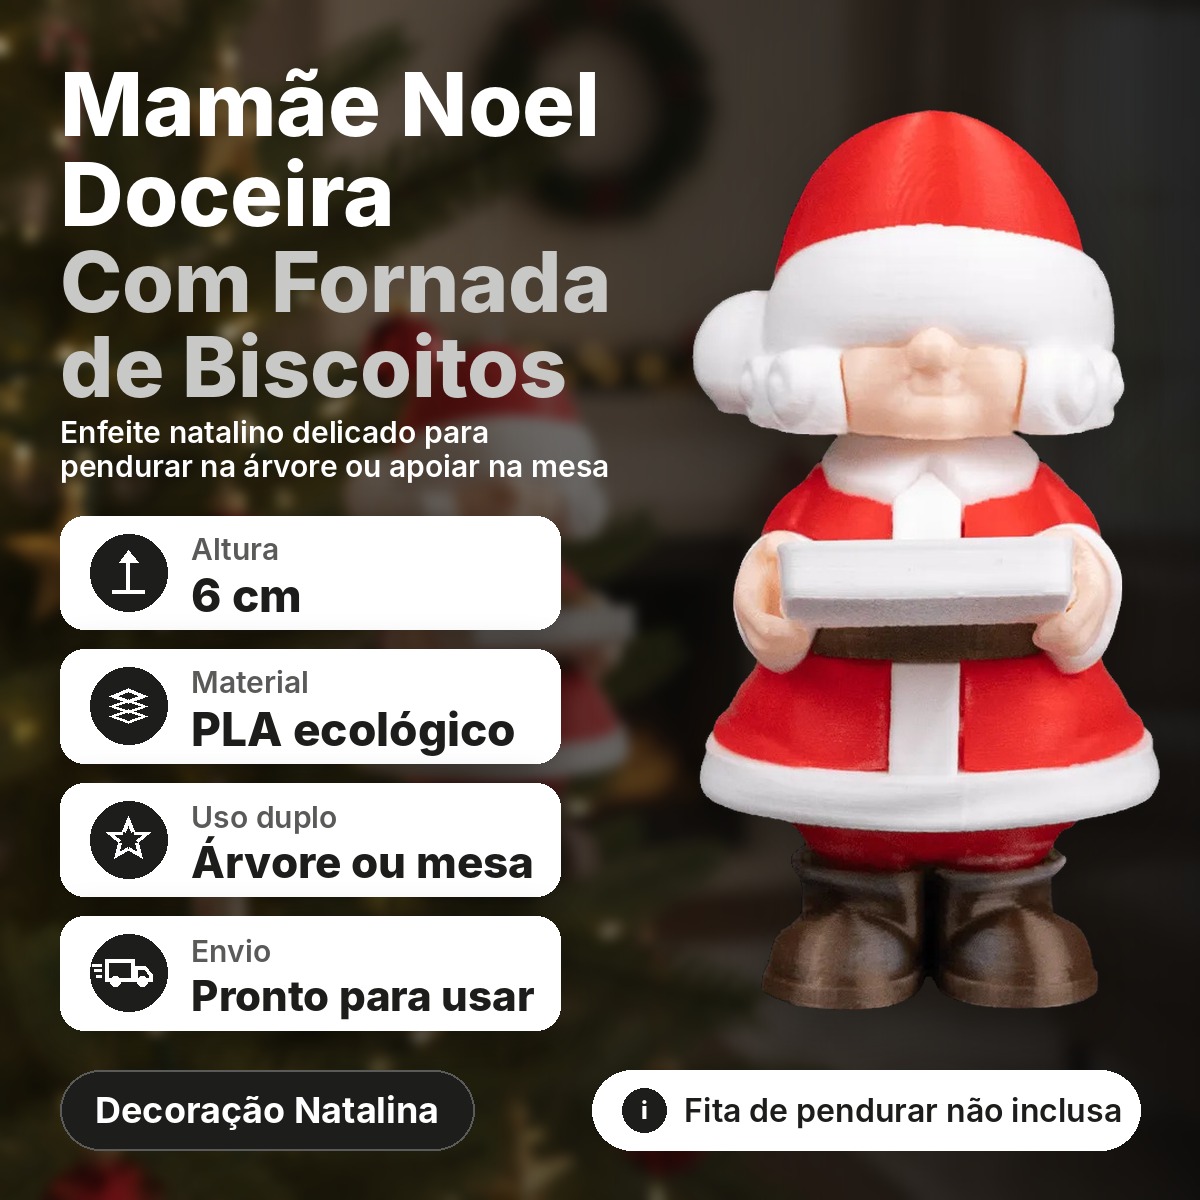 Mamãe Noel
Doceira
Com Fornada
de Biscoitos
Enfeite natalino delicado para
pendurar na árvore ou apoiar na mesa
Altura
6 cm
Material
PLA ecológico
Uso duplo
Árvore ou mesa
Envio
Pronto para usar
Decoração Natalina
i Fita de pendurar não inclusa